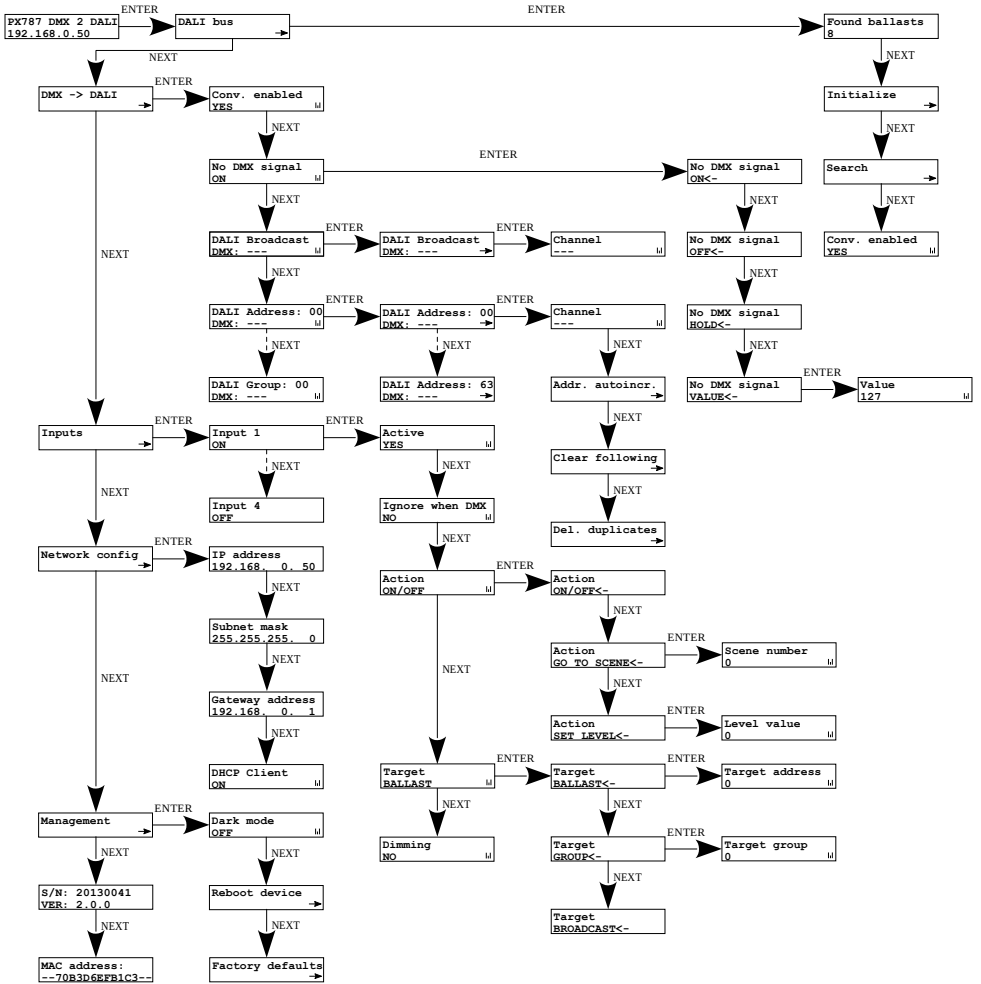 ENTER
ENTER
PX787 DMX 2 DALI
192.168.0.50
DALI bus
Found ballasts
8
NEXT
NEXT
ENTER
DMX -> DALI
Conv. enabled
YES
Initialize
NEXT
NEXT
ENTER
No DMX signal
ON
No DMX signal
ON<-
Search
NEXT
NEXT
NEXT
ENTER
ENTER
DALI Broadcast
DMX: ---
DALI Broadcast
DMX: ---
Channel
---
No DMX signal
OFF<-
Conv. enabled
YES
NEXT
NEXT
NEXT
ENTER
ENTER
DALI Address: 00
DMX: ---
DALI Address: 00
DMX: ---
Channel
---
No DMX signal
HOLD<-
NEXT
NEXT
NEXT
NEXT
ENTER
DALI Group: 00
DMX: ---
DALI Address: 63
DMX: ---
Addr. autoincr.
No DMX signal
VALUE<-
Value
127
NEXT
ENTER
ENTER
Inputs
Input 1
ON
Active
YES
Clear following
NEXT
NEXT
NEXT
NEXT
Input 4
OFF
Ignore when DMX
NO
Del. duplicates
NEXT
ENTER
Network config
IP address
192.168.  0. 50
ENTER
Action
ON/OFF
Action
ON/OFF<-
NEXT
NEXT
Subnet mask
255.255.255.  0
ENTER
Action
GO TO SCENE<-
Scene number
0
NEXT
NEXT
NEXT
NEXT
Gateway address
192.168.  0.  1
ENTER
Action
SET LEVEL<-
Level value
0
NEXT
ENTER
ENTER
DHCP Client
ON
Target
BALLAST
Target
BALLAST<-
Target address
0
NEXT
NEXT
ENTER
ENTER
Management
Dark mode
OFF
Dimming
NO
Target
GROUP<-
Target group
0
NEXT
NEXT
NEXT
S/N: 20130041
VER: 2.0.0
Reboot device
Target
BROADCAST<-
NEXT
NEXT
MAC address:
--70B3D6EFB1C3--
Factory defaults